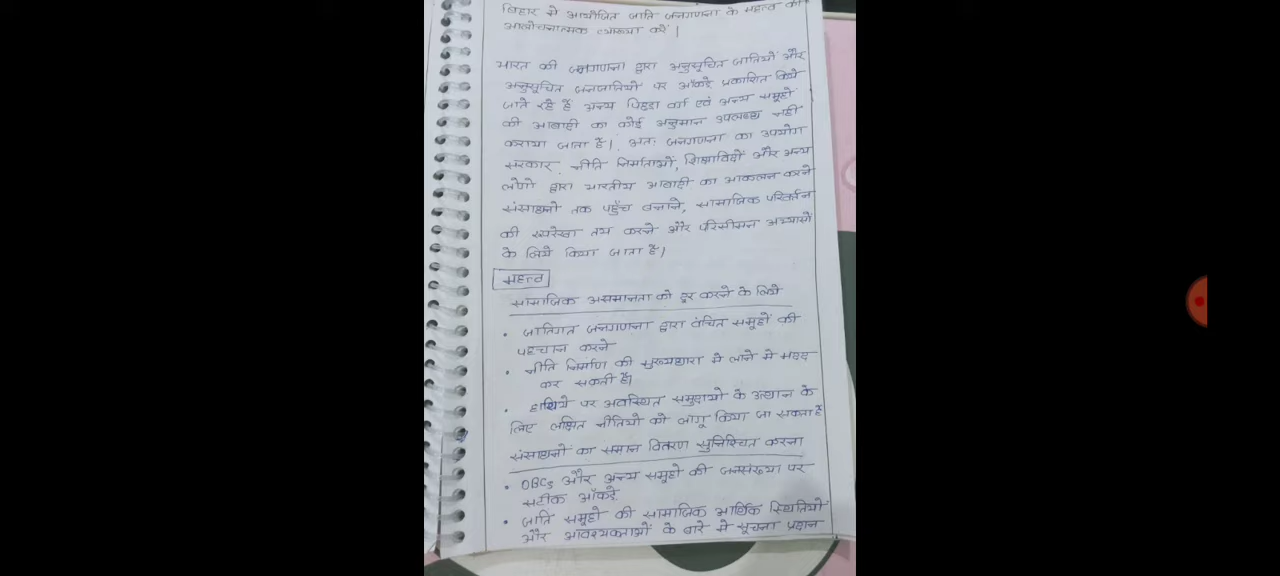 बिहार में आयोजित जाति जनगणना के महत्व की
आलोचनात्मक व्याख्या करें |
भारत की जनगणना द्वारा अनुसूचित जातियों और
अनुसूचित जनजातियों पर आँकड़े प्रकाशित किये
जाते रहे हैं अन्य पिछड़ा वर्ग एवं अन्य समूहों
की आबादी का कोई अनुमान उपलब्ध नहीं
कराया जाता है। अतः जनगणना का उपयोग
सरकार, नीति निर्माताओं, शिक्षाविदों और अन्य
लोगो द्वारा भारतीय आबादी का आकलन करने
संसाधनो तक पहुँच बनाने, सामाजिक परिवर्तन
की रूपरेखा तय करने और परिसीमन अभ्यासों
के लिये किया जाता है।
महत्व
सामाजिक असमानता को दूर करने के लिये
• जातिगत जनगणना द्वारा वंचित समूहों की
पहचान करने
• नीति निर्माण की मुख्यधारा मे लाने मे मदद
कर सकती है।
• हाशिये पर अवस्थित समुदायो के उत्थान के
लिए लक्षित नीतियो को लागू किया जा सकता है
संसाधनों का समान वितरण सुनिश्चित करना
• OBCs और अन्य समूहो की जनसंख्या पर
सटीक आँकड़े
• जाति समूहो की सामाजिक आर्थिक स्थितियों
और आवश्यकताओं के बारे मे सूचना प्रदान